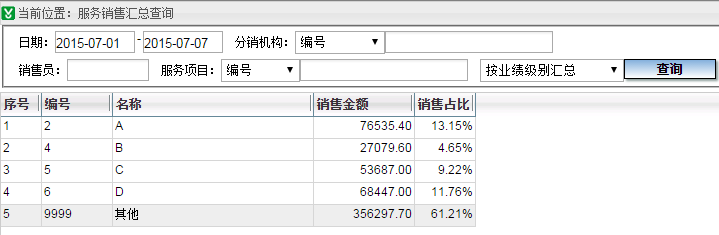 当前位置：服务销售汇总查询
日期： 2015-07-01 - 2015-07-07 分销机构： 编号
销售员： 服务项目： 编号 按业绩级别汇总 查询
序号 编号 名称 销售金额 销售占比
1 2 A 76535.40 13.15%
2 4 B 27079.60 4.65%
3 5 C 53687.00 9.22%
4 6 D 68447.00 11.76%
5 9999 其他 356297.70 61.21%